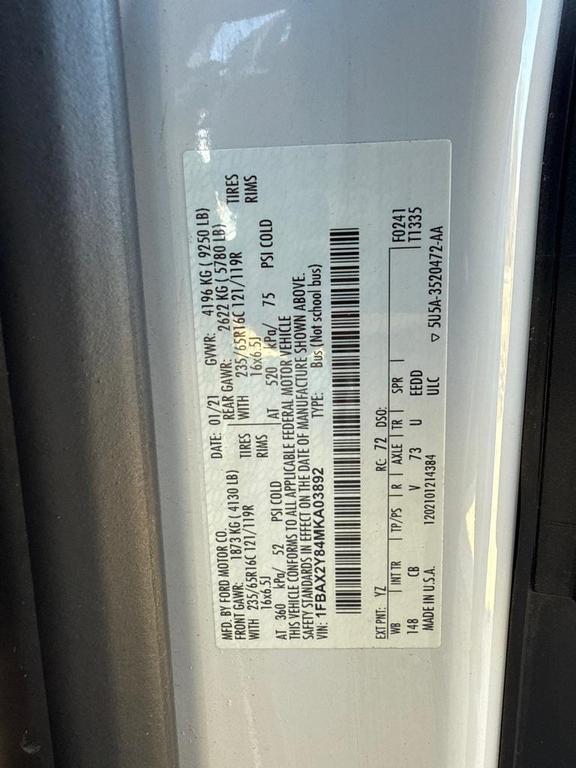 MFD. BY FORD MOTOR CO.
DATE: 01/21 GVWR: 4196 KG ( 9250 LB)
FRONT GAWR: 1873 KG ( 4130 LB) REAR GAWR: 2622 KG ( 5780 LB)
WITH 235/65R16C 121/119R TIRES WITH 235/65R16C 121/119R TIRES
16x6.5J RIMS 16x6.5J RIMS
AT 360 kPa/ 52 PSI COLD AT 520 kPa/ 75 PSI COLD
THIS VEHICLE CONFORMS TO ALL APPLICABLE FEDERAL MOTOR VEHICLE
SAFETY STANDARDS IN EFFECT ON THE DATE OF MANUFACTURE SHOWN ABOVE.
VIN: 1FBAX2Y84MKA03892 TYPE: Bus (Not school bus)
EXT PNT: YZ RC: 72 DSO: F0241
WB INT TR TP/PS R AXLE TR SPR T1335
148 CB V 73 U EEDD
MADE IN U.S.A. 1202101214384 ULC
▽ 5U5A-3520472-AA